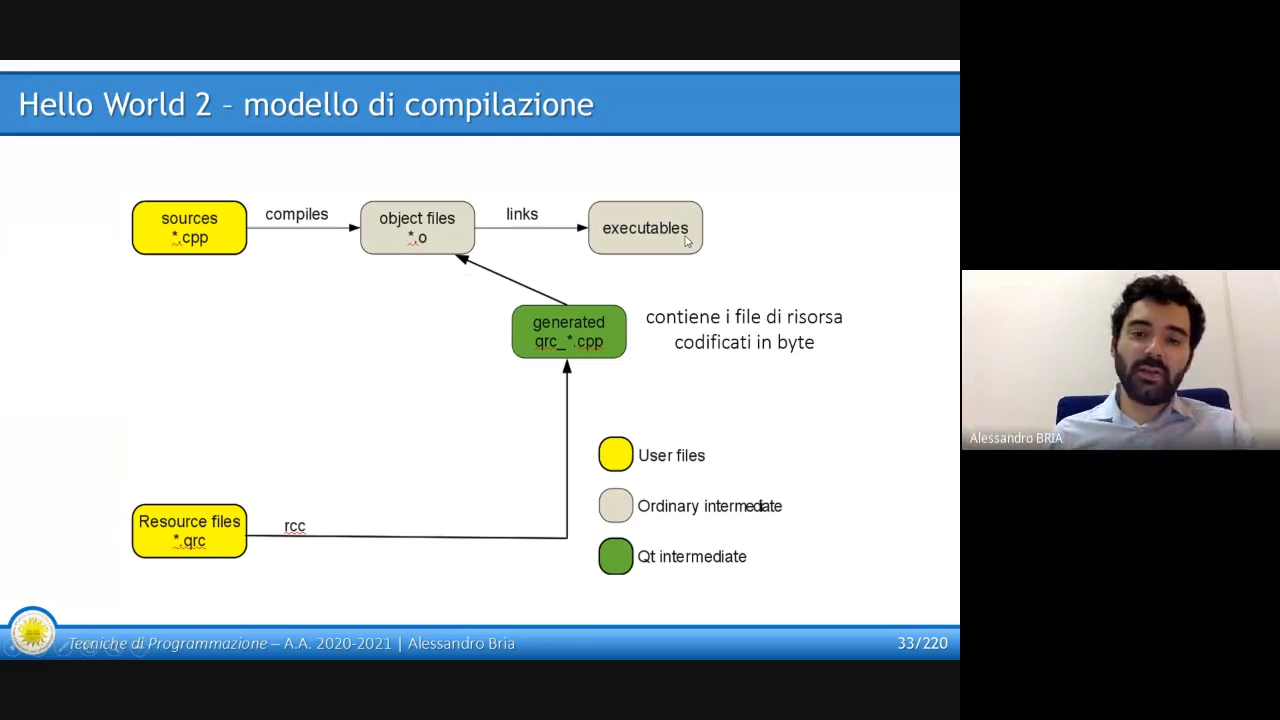 Hello World 2 – modello di compilazione
sources
*.cpp
compiles
object files
*.o
links
executables
generated
qrc_*.cpp
contiene i file di risorsa
codificati in byte
Resource files
*.qrc
rcc
User files
Ordinary intermediate
Qt intermediate
Tecniche di Programmazione – A.A. 2020-2021 | Alessandro Bria
33/220
Alessandro BRIA